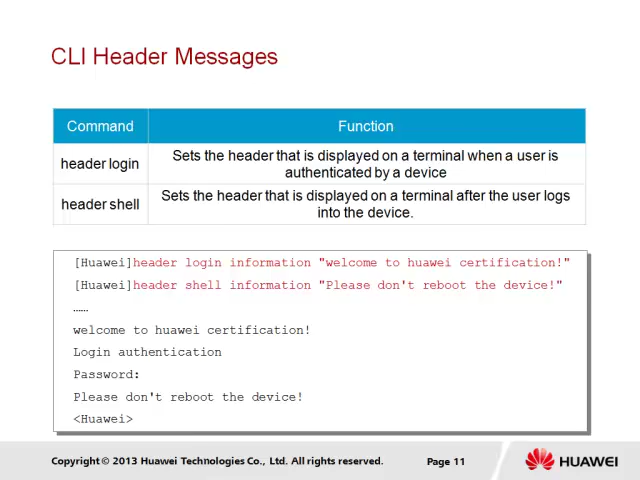 CLI Header Messages
Command
Function
header login
Sets the header that is displayed on a terminal when a user is
authenticated by a device
header shell
Sets the header that is displayed on a terminal after the user logs
into the device.
[Huawei]header login information "welcome to huawei certification!"
[Huawei]header shell information "Please don't reboot the device!"
……
welcome to huawei certification!
Login authentication
Password:
Please don't reboot the device!
<Huawei>
Copyright © 2013 Huawei Technologies Co., Ltd. All rights reserved.
Page 11
HUAWEI